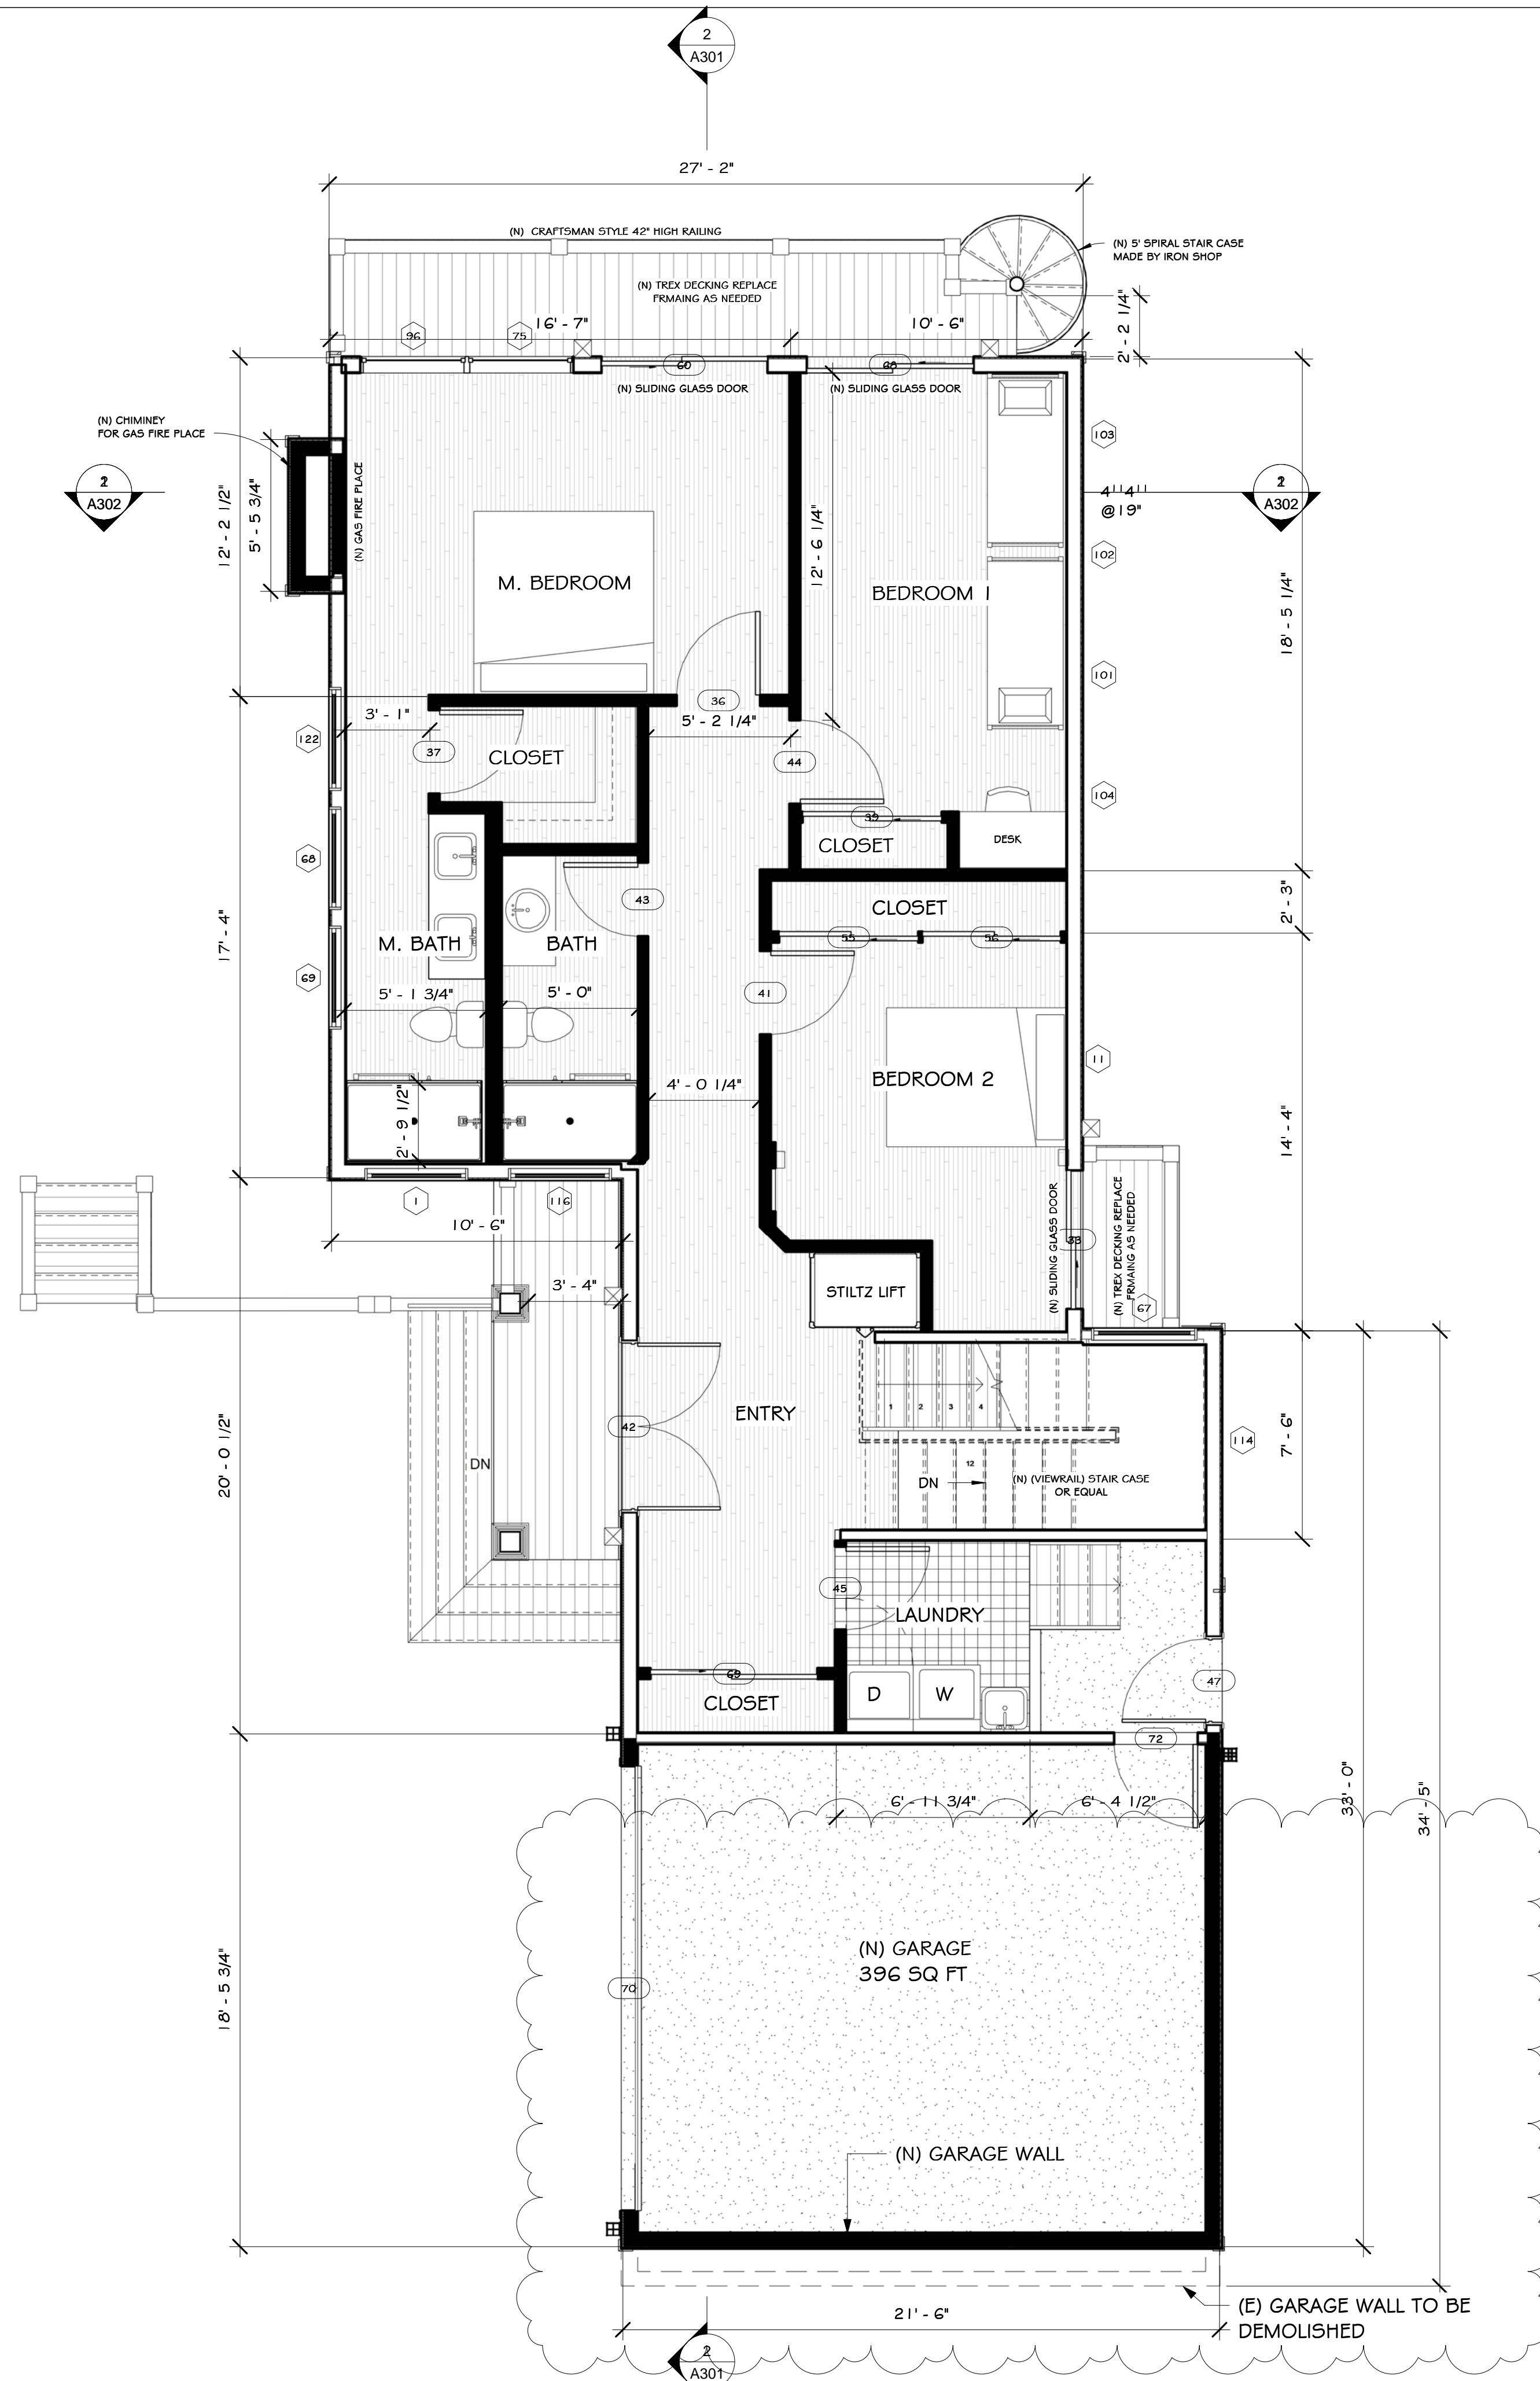 2
A301
27' - 2"
(N) CRAFTSMAN STYLE 42" HIGH RAILING
(N) 5' SPIRAL STAIR CASE
MADE BY IRON SHOP
(N) TREX DECKING REPLACE
FRMAING AS NEEDED
2' - 2 1/4"
16' - 7"
10' - 6"
96
75
60
68
(N) SLIDING GLASS DOOR
(N) SLIDING GLASS DOOR
(N) CHIMINEY
FOR GAS FIRE PLACE
103
A302
12' - 2 1/2"
5' - 5 3/4"
(N) GAS FIRE PLACE
12' - 6 1/4"
@19"
A302
102
M. BEDROOM
BEDROOM 1
18' - 5 1/4"
101
36
3' - 1"
5' - 2 1/4"
122
37
CLOSET
44
104
39
CLOSET
DESK
68
43
CLOSET
2' - 3"
17' - 4"
M. BATH
BATH
55
56
69
5' - 1 3/4"
5' - 0"
41
11
4' - 0 1/4"
BEDROOM 2
2' - 9 1/2"
14' - 4"
1
116
10' - 6"
(N) SLIDING GLASS DOOR
33
(N) TREX DECKING REPLACE
FRMAING AS NEEDED
3' - 4"
STILTZ LIFT
67
1 2 3 4
ENTRY
42
20' - 0 1/2"
7' - 6"
114
DN
12
DN
(N) (VIEWRAIL) STAIR CASE
OR EQUAL
45
LAUNDRY
69
47
CLOSET
D
W
72
6' - 11 3/4"
6' - 4 1/2"
33' - 0"
34' - 5"
(N) GARAGE
396 SQ FT
70
18' - 5 3/4"
(N) GARAGE WALL
21' - 6"
(E) GARAGE WALL TO BE
DEMOLISHED
2
A301